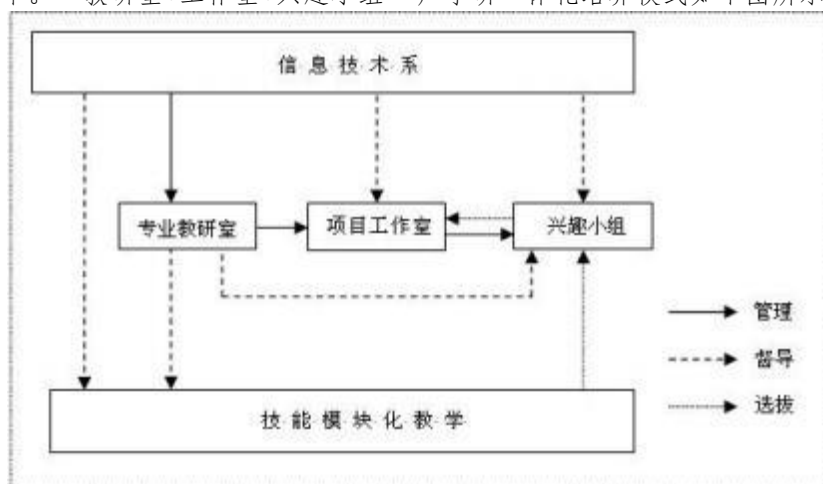 信息技术系
专业教研室
项目工作室
兴趣小组
管理
督导
选拔
技能模块化教学